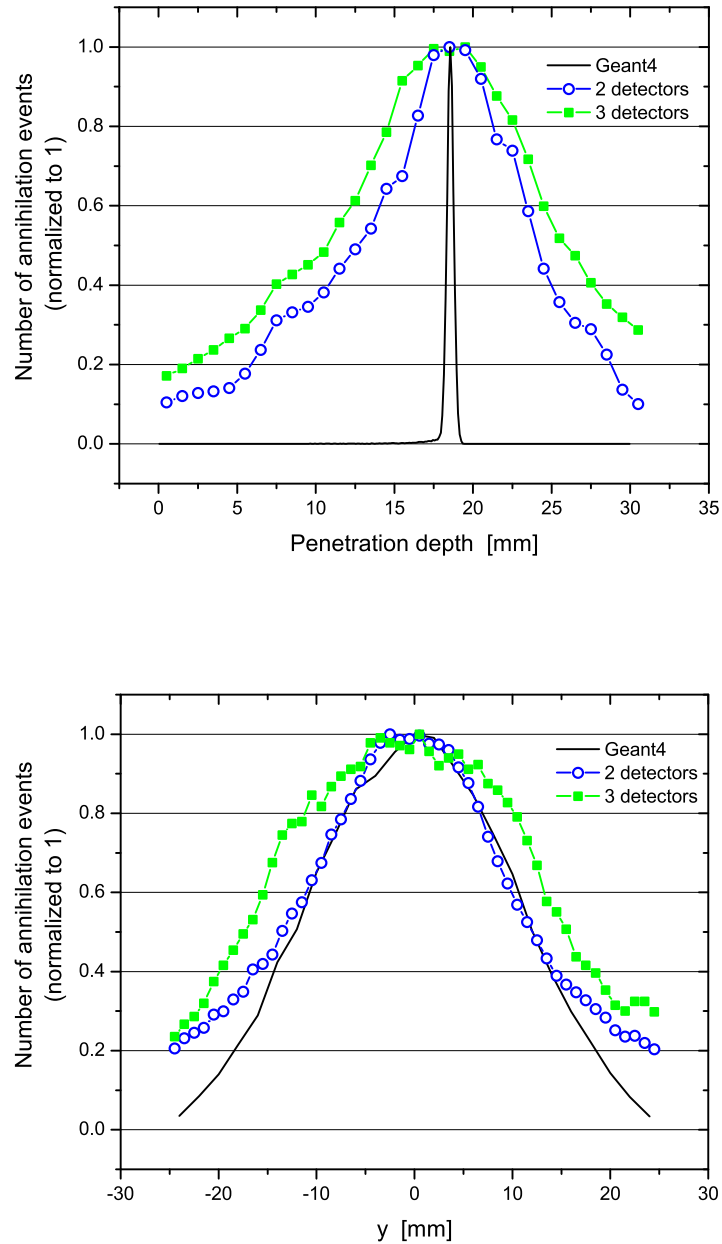 Number of annihilation events
(normalized to 1)
1.0
0.8
0.6
0.4
0.2
0.0
Geant4
2 detectors
3 detectors
0 5 10 15 20 25 30 35
Penetration depth [mm]
Number of annihilation events
(normalized to 1)
1.0
0.8
0.6
0.4
0.2
0.0
Geant4
2 detectors
3 detectors
-30 -20 -10 0 10 20 30
y [mm]